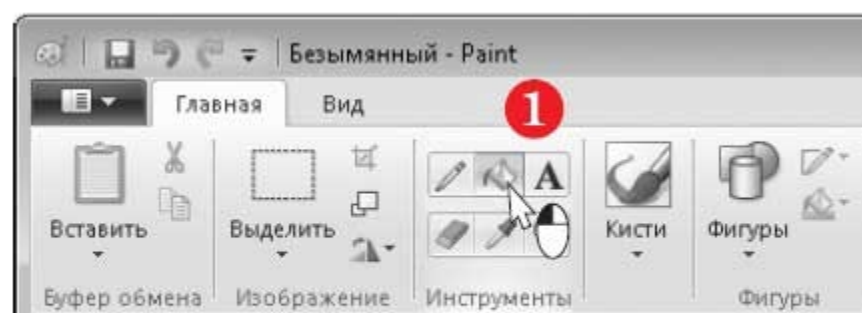 Безымянный - Paint
Главная Вид 1
A
Вставить Выделить Кисти Фигуры
Буфер обмена Изображение Инструменты Фигуры